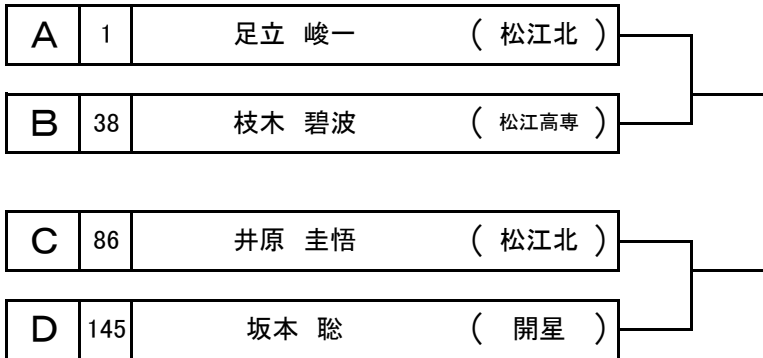 A 1 足立 峻一 ( 松江北 )
B 38 枝木 碧波 ( 松江高専 )
C 86 井原 圭悟 ( 松江北 )
D 145 坂本 聡 ( 開星 )